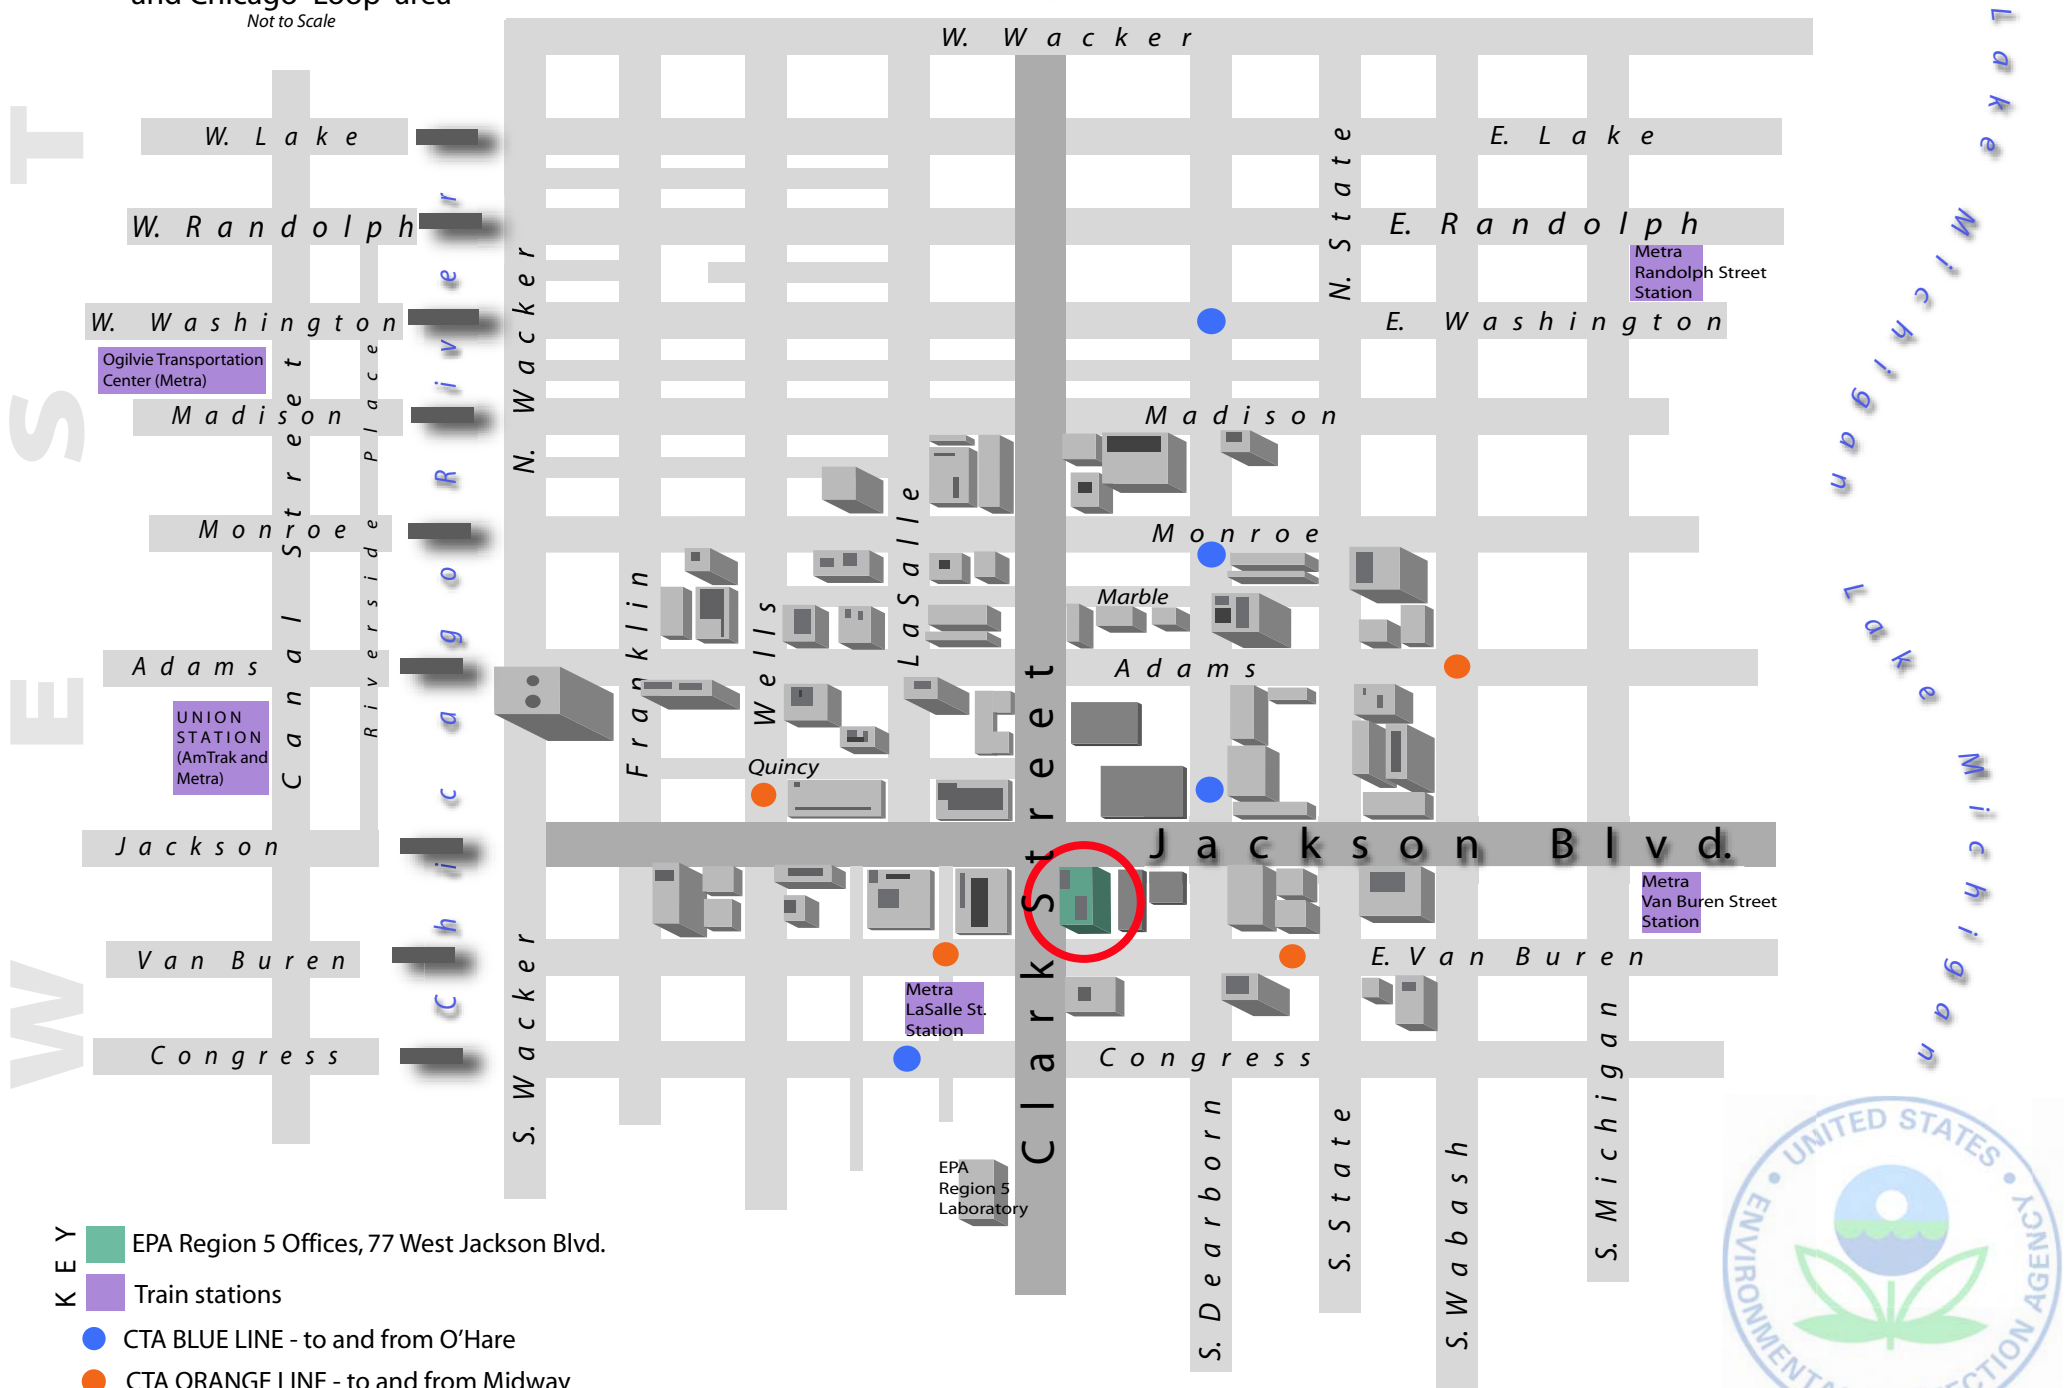 and Chicago "Loop" area
Not to Scale
W. Wacker
W. Lake
E. Lake
W. Randolph
E. Randolph
Metra
Randolph Street
Station
W. Washington
E. Washington
Ogilvie Transportation
Center (Metra)
Madison
Madison
Monroe
Monroe
Marble
Adams
Adams
UNION
STATION
(AmTrak and
Metra)
Quincy
Jackson
Jackson Blvd.
Metra
Van Buren Street
Station
Van Buren
E. Van Buren
Metra
LaSalle St.
Station
Congress
Congress
EPA
Region 5
Laboratory
WEST
Canal Street
Riverside Place
Chicago River
N. Wacker
S. Wacker
Franklin
Wells
LaSalle
Clark Street
S. Dearborn
N. State
S. State
S. Wabash
S. Michigan
Lake Michigan
Lake Michigan
KEY
EPA Region 5 Offices, 77 West Jackson Blvd.
Train stations
CTA BLUE LINE - to and from O'Hare
CTA ORANGE LINE - to and from Midway
UNITED STATES
ENVIRONMENTAL PROTECTION AGENCY